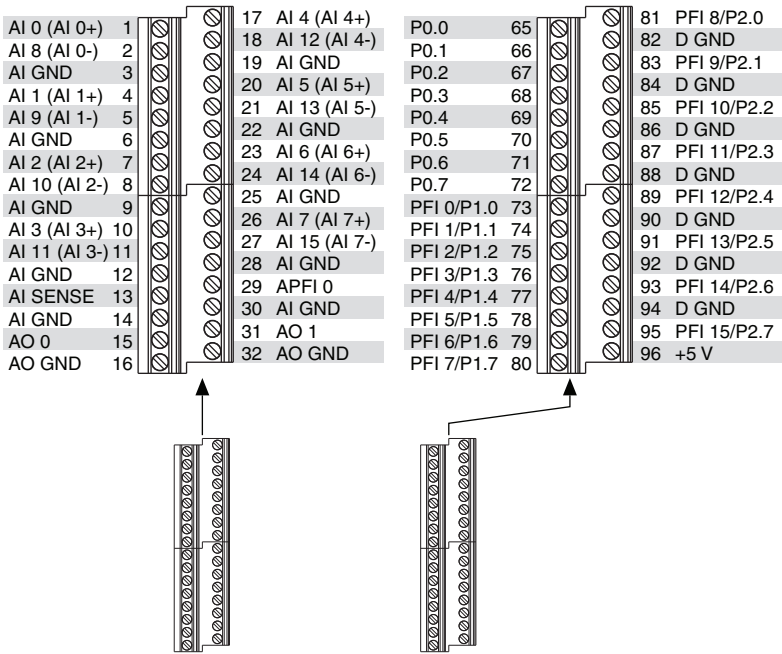 AI 0 (AI 0+) 1
AI 8 (AI 0-) 2
AI GND 3
AI 1 (AI 1+) 4
AI 9 (AI 1-) 5
AI GND 6
AI 2 (AI 2+) 7
AI 10 (AI 2-) 8
AI GND 9
AI 3 (AI 3+) 10
AI 11 (AI 3-) 11
AI GND 12
AI SENSE 13
AI GND 14
AO 0 15
AO GND 16
17 AI 4 (AI 4+)
18 AI 12 (AI 4-)
19 AI GND
20 AI 5 (AI 5+)
21 AI 13 (AI 5-)
22 AI GND
23 AI 6 (AI 6+)
24 AI 14 (AI 6-)
25 AI GND
26 AI 7 (AI 7+)
27 AI 15 (AI 7-)
28 AI GND
29 APFI 0
30 AI GND
31 AO 1
32 AO GND
P0.0 65
P0.1 66
P0.2 67
P0.3 68
P0.4 69
P0.5 70
P0.6 71
P0.7 72
PFI 0/P1.0 73
PFI 1/P1.1 74
PFI 2/P1.2 75
PFI 3/P1.3 76
PFI 4/P1.4 77
PFI 5/P1.5 78
PFI 6/P1.6 79
PFI 7/P1.7 80
81 PFI 8/P2.0
82 D GND
83 PFI 9/P2.1
84 D GND
85 PFI 10/P2.2
86 D GND
87 PFI 11/P2.3
88 D GND
89 PFI 12/P2.4
90 D GND
91 PFI 13/P2.5
92 D GND
93 PFI 14/P2.6
94 D GND
95 PFI 15/P2.7
96 +5 V